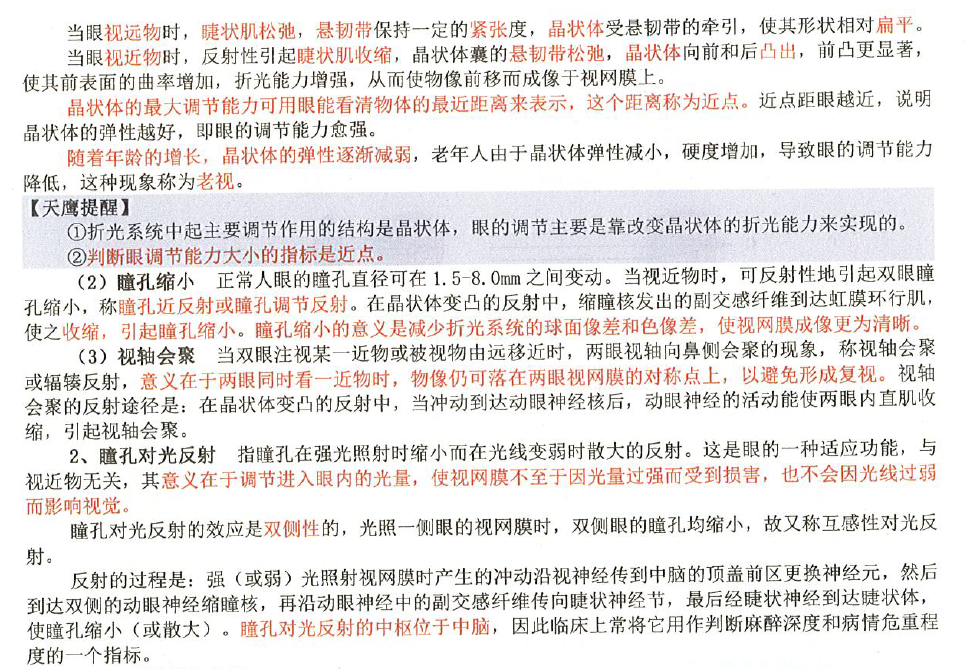 当眼视远物时，睫状肌松弛，悬韧带保持一定的紧张度，晶状体受悬韧带的牵引，使其形状相对扁平。
当眼视近物时，反射性引起睫状肌收缩，晶状体囊的悬韧带松弛，晶状体向前和后凸出，前凸更显著，
使其前表面的曲率增加，折光能力增强，从而使物像前移而成像于视网膜上。
晶状体的最大调节能力可用眼能看清物体的最近距离来表示，这个距离称为近点。近点距眼越近，说明
晶状体的弹性越好，即眼的调节能力愈强。
随着年龄的增长，晶状体的弹性逐渐减弱，老年人由于晶状体弹性减小，硬度增加，导致眼的调节能力
降低，这种现象称为老视。
【天鹰提醒】
①折光系统中起主要调节作用的结构是晶状体，眼的调节主要是靠改变晶状体的折光能力来实现的。
②判断眼调节能力大小的指标是近点。
（2）瞳孔缩小 正常人眼的瞳孔直径可在 1.5-8.0mm 之间变动。当视近物时，可反射性地引起双眼瞳
孔缩小，称瞳孔近反射或瞳孔调节反射。在晶状体变凸的反射中，缩瞳核发出的副交感纤维到达虹膜环行肌，
使之收缩，引起瞳孔缩小。瞳孔缩小的意义是减少折光系统的球面像差和色像差，使视网膜成像更为清晰。
（3）视轴会聚 当双眼注视某一近物或被视物由远移近时，两眼视轴向鼻侧会聚的现象，称视轴会聚
或辐辏反射，意义在于两眼同时看一近物时，物像仍可落在两眼视网膜的对称点上，以避免形成复视。视轴
会聚的反射途径是：在晶状体变凸的反射中，当冲动到达动眼神经核后，动眼神经的活动能使两眼内直肌收
缩，引起视轴会聚。
2、瞳孔对光反射 指瞳孔在强光照射时缩小而在光线变弱时散大的反射。这是眼的一种适应功能，与
视近物无关，其意义在于调节进入眼内的光量，使视网膜不至于因光量过强而受到损害，也不会因光线过弱
而影响视觉。
瞳孔对光反射的效应是双侧性的，光照一侧眼的视网膜时，双侧眼的瞳孔均缩小，故又称互感性对光反
射。
反射的过程是：强（或弱）光照射视网膜时产生的冲动沿视神经传到中脑的顶盖前区更换神经元，然后
到达双侧的动眼神经缩瞳核，再沿动眼神经中的副交感纤维传向睫状神经节，最后经睫状神经到达睫状体，
使瞳孔缩小（或散大）。瞳孔对光反射的中枢位于中脑，因此临床上常将它用作判断麻醉深度和病情危重程
度的一个指标。